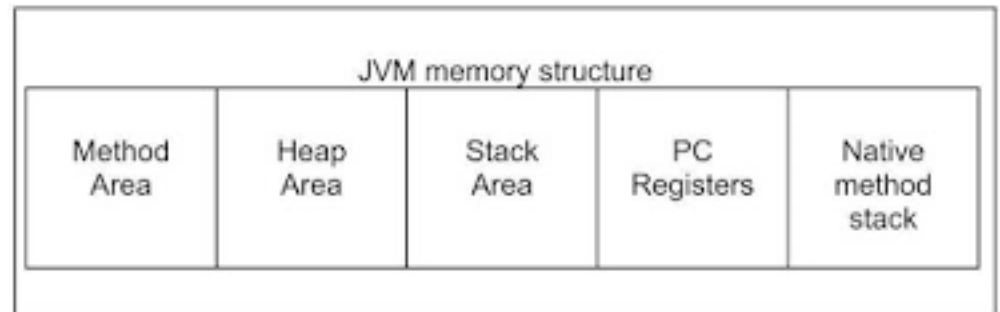 JVM memory structure
Method
Area
Heap
Area
Stack
Area
PC
Registers
Native
method
stack